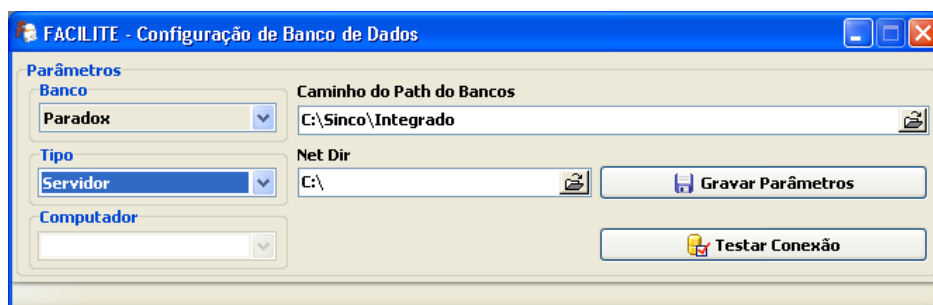 FACILITE - Configuração de Banco de Dados
Parâmetros
Banco
Paradox
Caminho do Path do Bancos
C:\Sinco\Integrado
Tipo
Servidor
Net Dir
C:\
Gravar Parâmetros
Computador
Testar Conexão